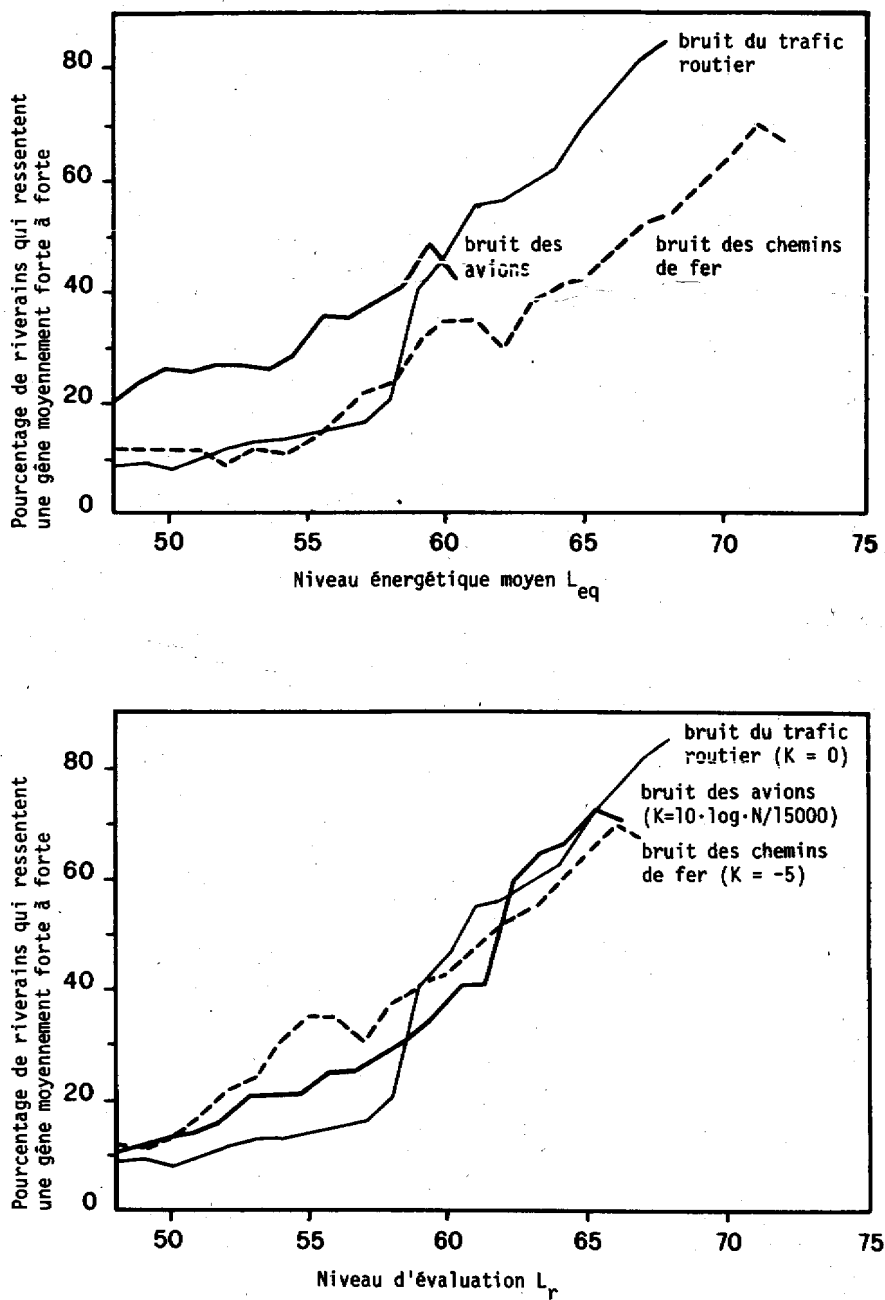 bruit du trafic
routier
80
60
40
20
0
bruit des
avions
bruit des chemins
de fer
Pourcentage de riverains qui ressentent
une gêne moyennement forte à forte
50 55 60 65 70 75
Niveau énergétique moyen Leq
bruit du trafic
routier (K = 0)
bruit des avions
(K=10·log·N/15000)
bruit des chemins
de fer (K = -5)
80
60
40
20
0
Pourcentage de riverains qui ressentent
une gêne moyennement forte à forte
50 55 60 65 70 75
Niveau d'évaluation Lr